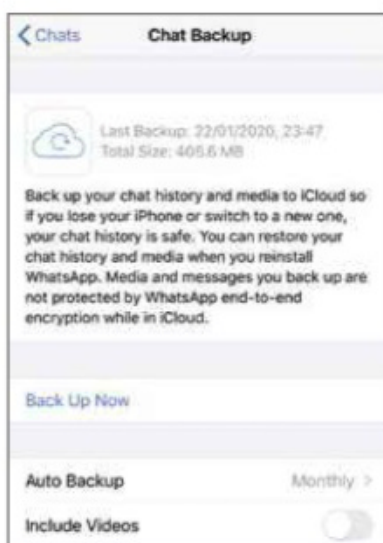 Chats
Chat Backup
Last Backup: 22/01/2020, 23:47
Total Size: 405.6 MB
Back up your chat history and media to iCloud so
if you lose your iPhone or switch to a new one,
your chat history is safe. You can restore your
chat history and media when you reinstall
WhatsApp. Media and messages you back up are
not protected by WhatsApp end-to-end
encryption while in iCloud.
Back Up Now
Auto Backup Monthly
Include Videos